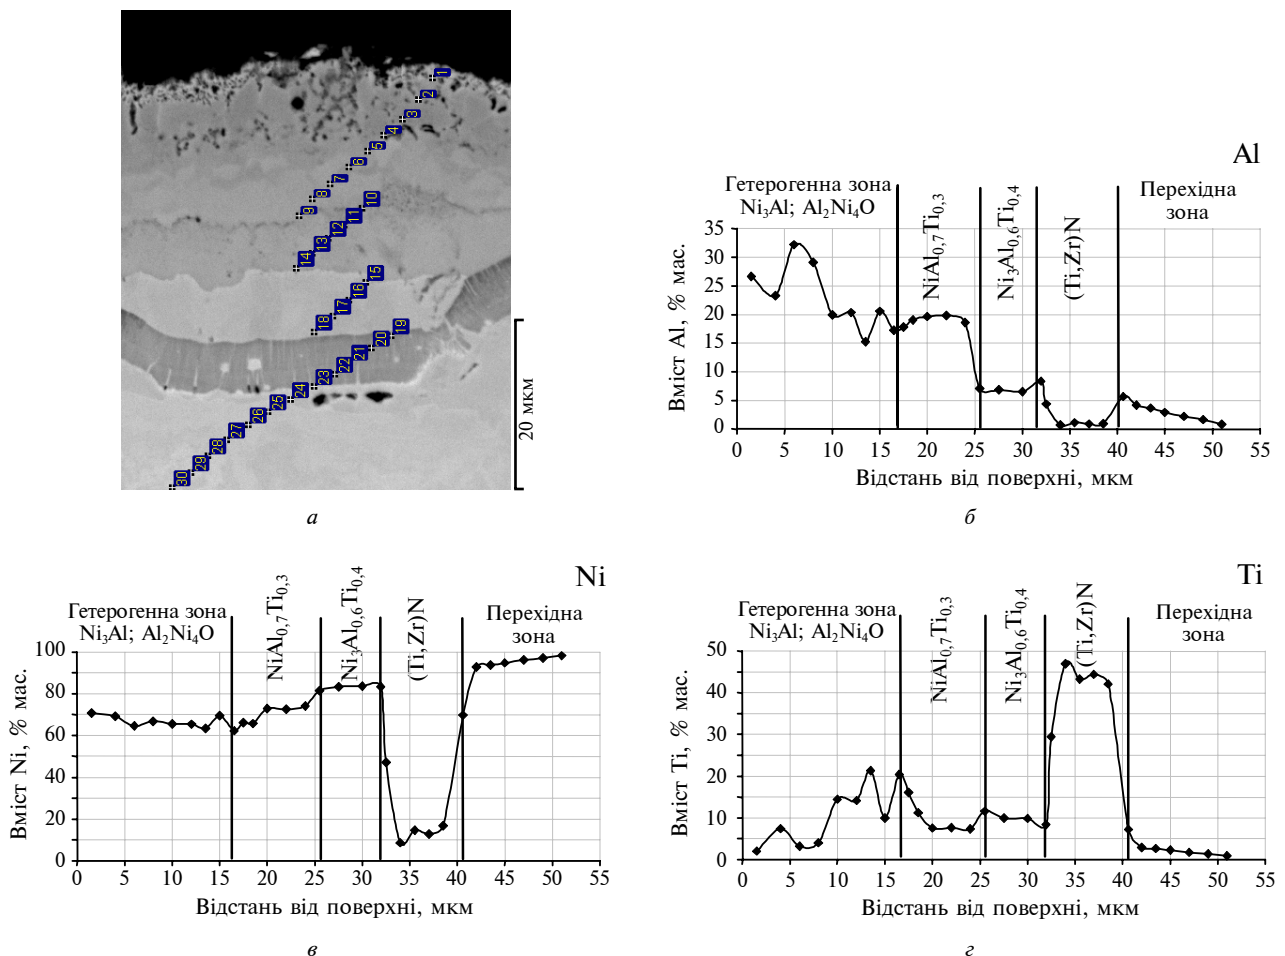 1
2
3
4
5
6
7
3
9
10
11
12
13
14
15
16
17
18
19
20
21
22
23
24
25
26
27
28
29
30
20 мкм
а
Al
Гетерогенна зона
Ni₃Al; Al₂Ni₄O
NiAl₀,₇Ti₀,₃
Ni₃Al₀,₆Ti₀,₄
(Ti,Zr)N
Перехідна
зона
Вміст Al, % мас.
35
30
25
20
15
10
5
0
0 5 10 15 20 25 30 35 40 45 50 55
Відстань від поверхні, мкм
б
Ni
Гетерогенна зона
Ni₃Al; Al₂Ni₄O
NiAl₀,₇Ti₀,₃
Ni₃Al₀,₆Ti₀,₄
(Ti,Zr)N
Перехідна
зона
Вміст Ni, % мас.
100
80
60
40
20
0
0 5 10 15 20 25 30 35 40 45 50 55
Відстань від поверхні, мкм
в
Ti
Гетерогенна зона
Ni₃Al; Al₂Ni₄O
NiAl₀,₇Ti₀,₃
Ni₃Al₀,₆Ti₀,₄
(Ti,Zr)N
Перехідна
зона
Вміст Ti, % мас.
50
40
30
20
10
0
0 5 10 15 20 25 30 35 40 45 50 55
Відстань від поверхні, мкм
г